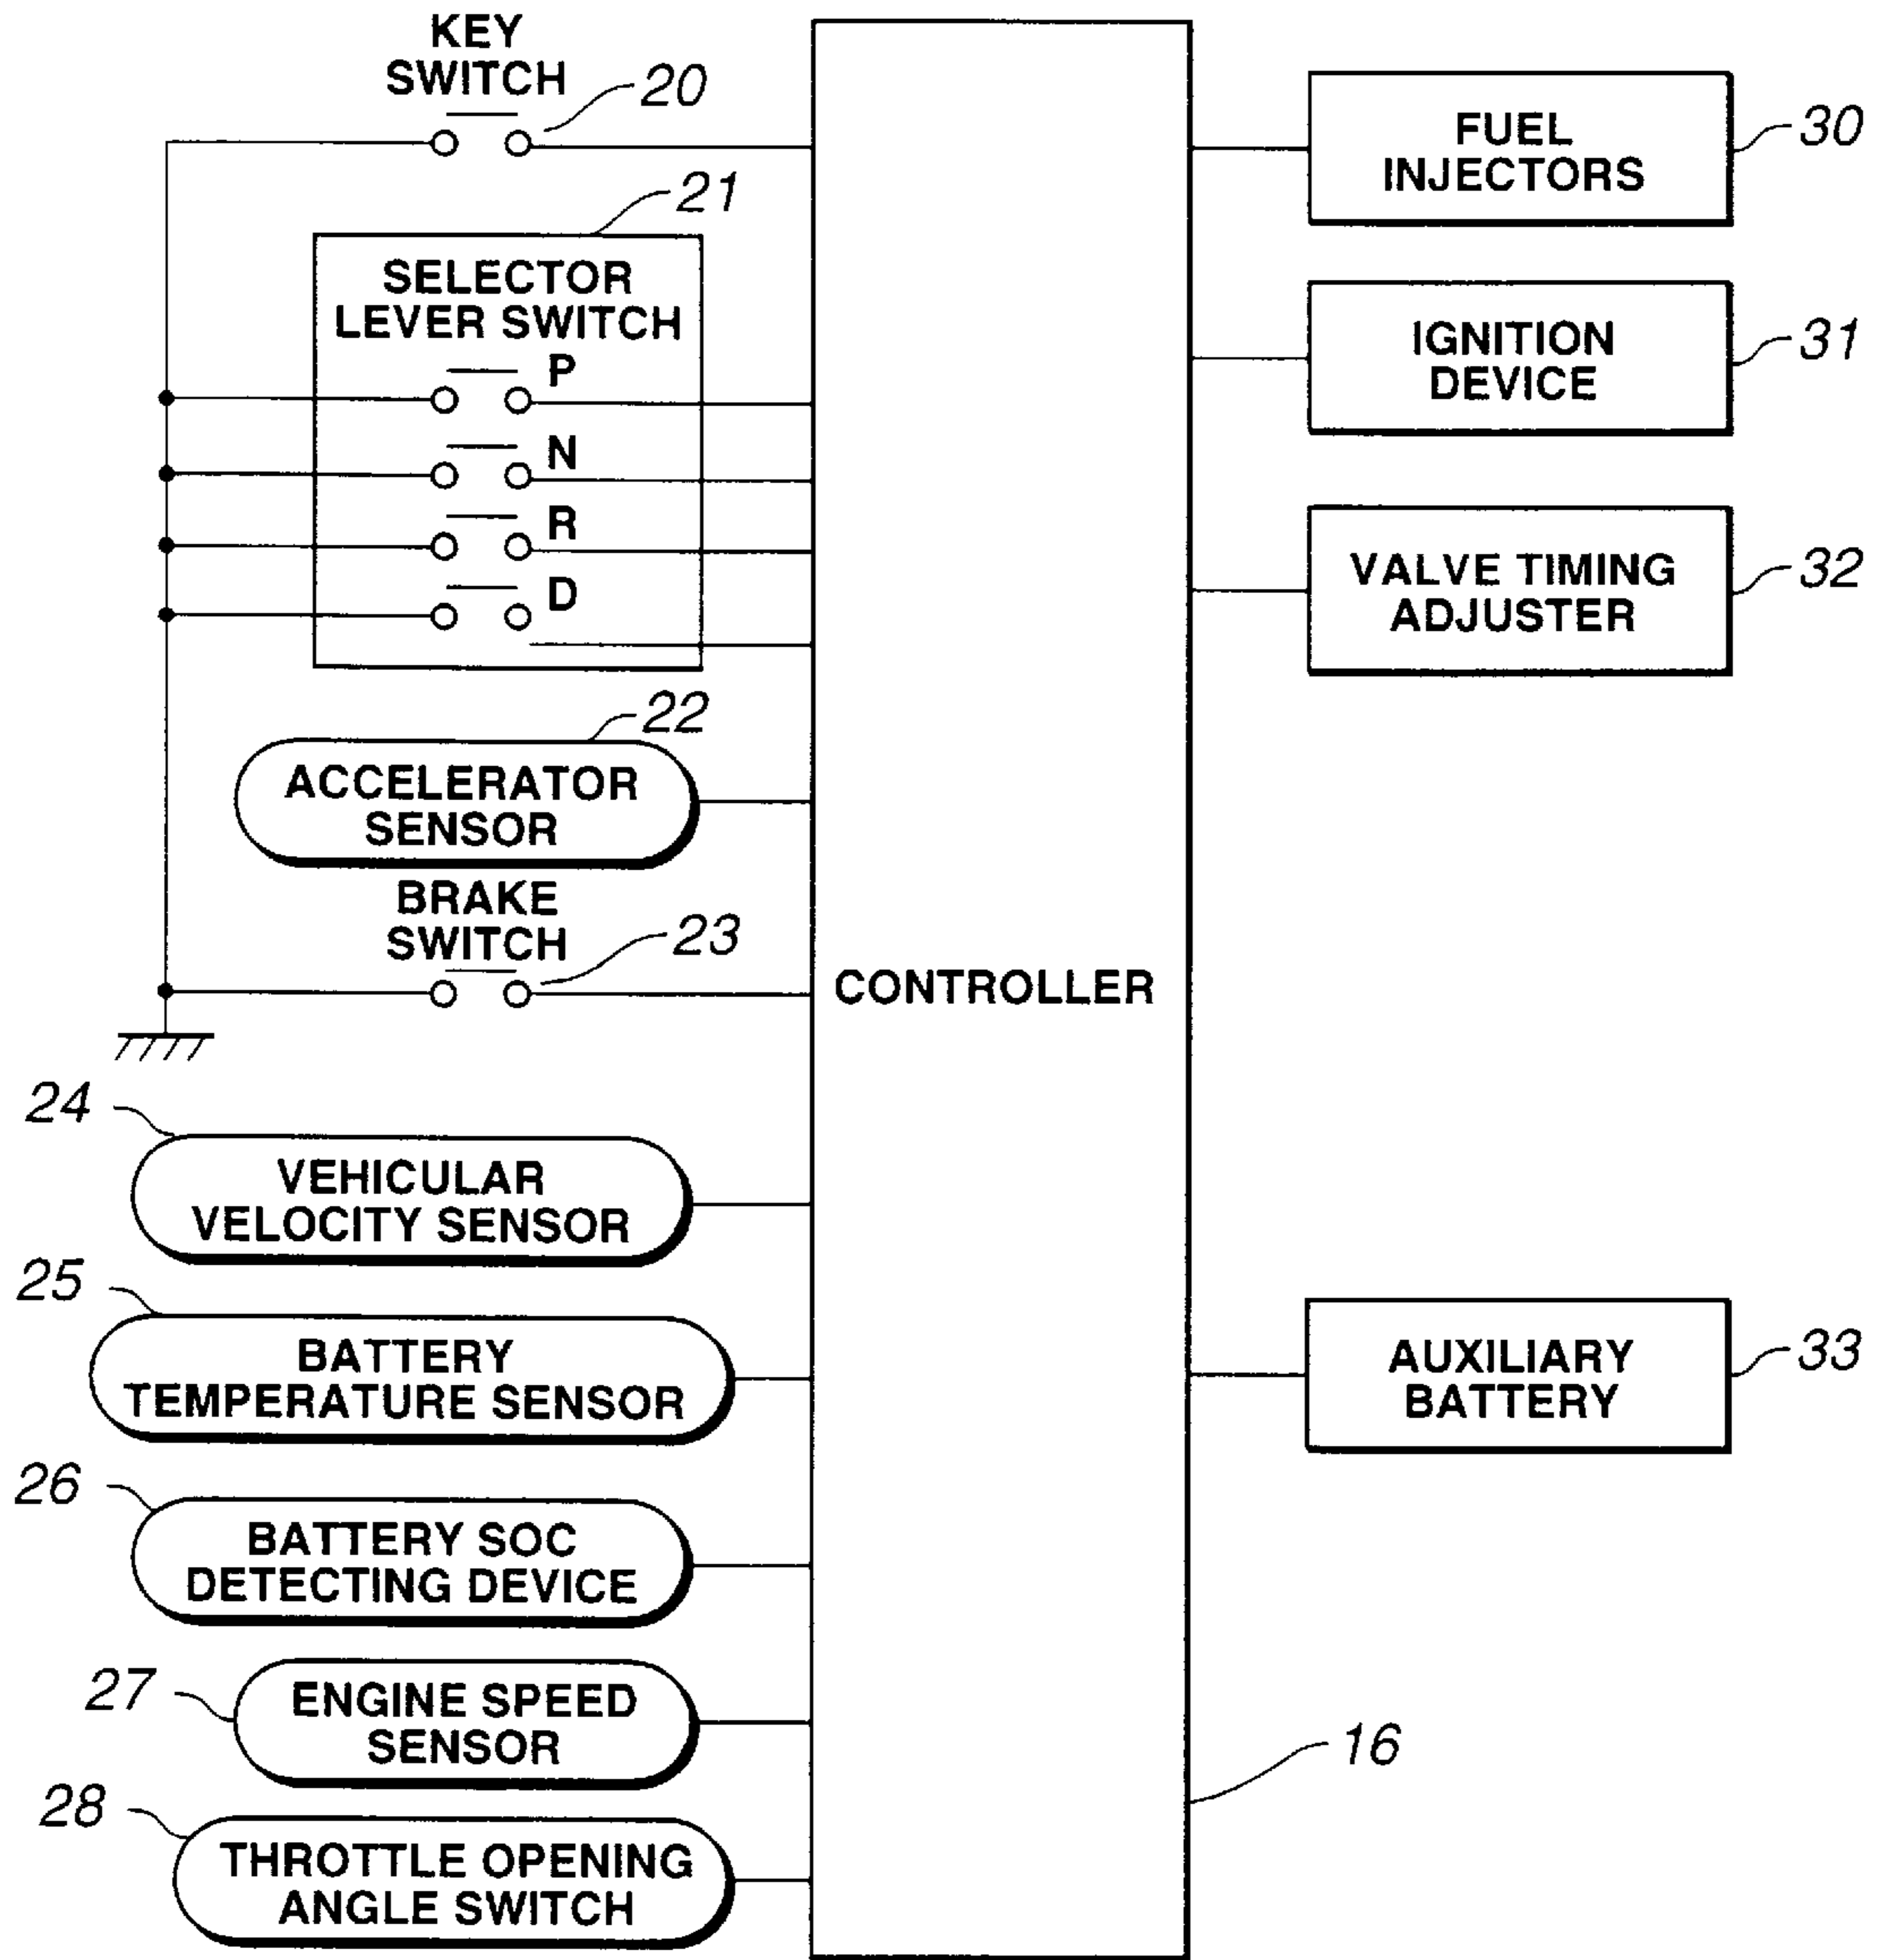 KEY
SWITCH
20
21
SELECTOR
LEVER SWITCH
P
N
R
D
22
ACCELERATOR
SENSOR
BRAKE
SWITCH
23
24
VEHICULAR
VELOCITY SENSOR
25
BATTERY
TEMPERATURE SENSOR
26
BATTERY SOC
DETECTING DEVICE
27
ENGINE SPEED
SENSOR
28
THROTTLE OPENING
ANGLE SWITCH
CONTROLLER
16
FUEL
INJECTORS
30
IGNITION
DEVICE
31
VALVE TIMING
ADJUSTER
32
AUXILIARY
BATTERY
33